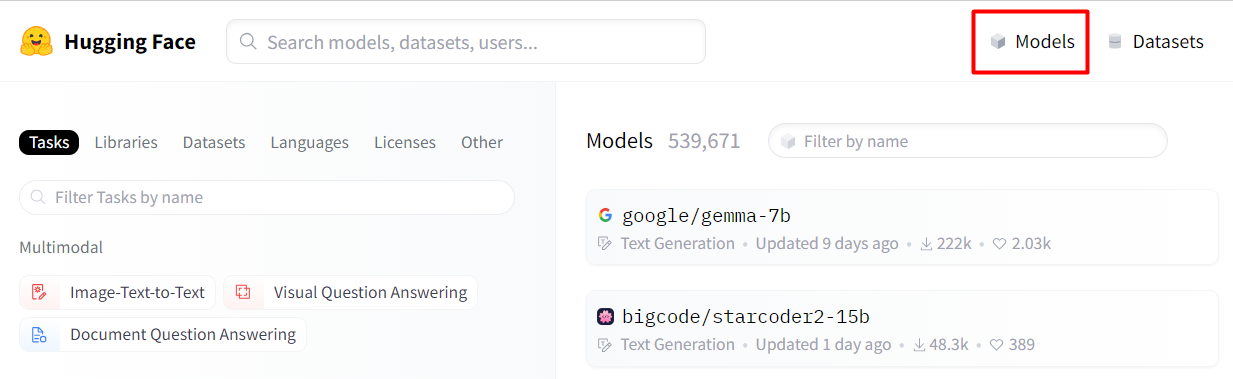 Hugging Face
Search models, datasets, users...
Models
Datasets
Tasks
Libraries
Datasets
Languages
Licenses
Other
Filter Tasks by name
Multimodal
Image-Text-to-Text
Visual Question Answering
Document Question Answering
Models 539,671
Filter by name
google/gemma-7b
Text Generation • Updated 9 days ago • 222k • 2.03k
bigcode/starcoder2-15b
Text Generation • Updated 1 day ago • 48.3k • 389